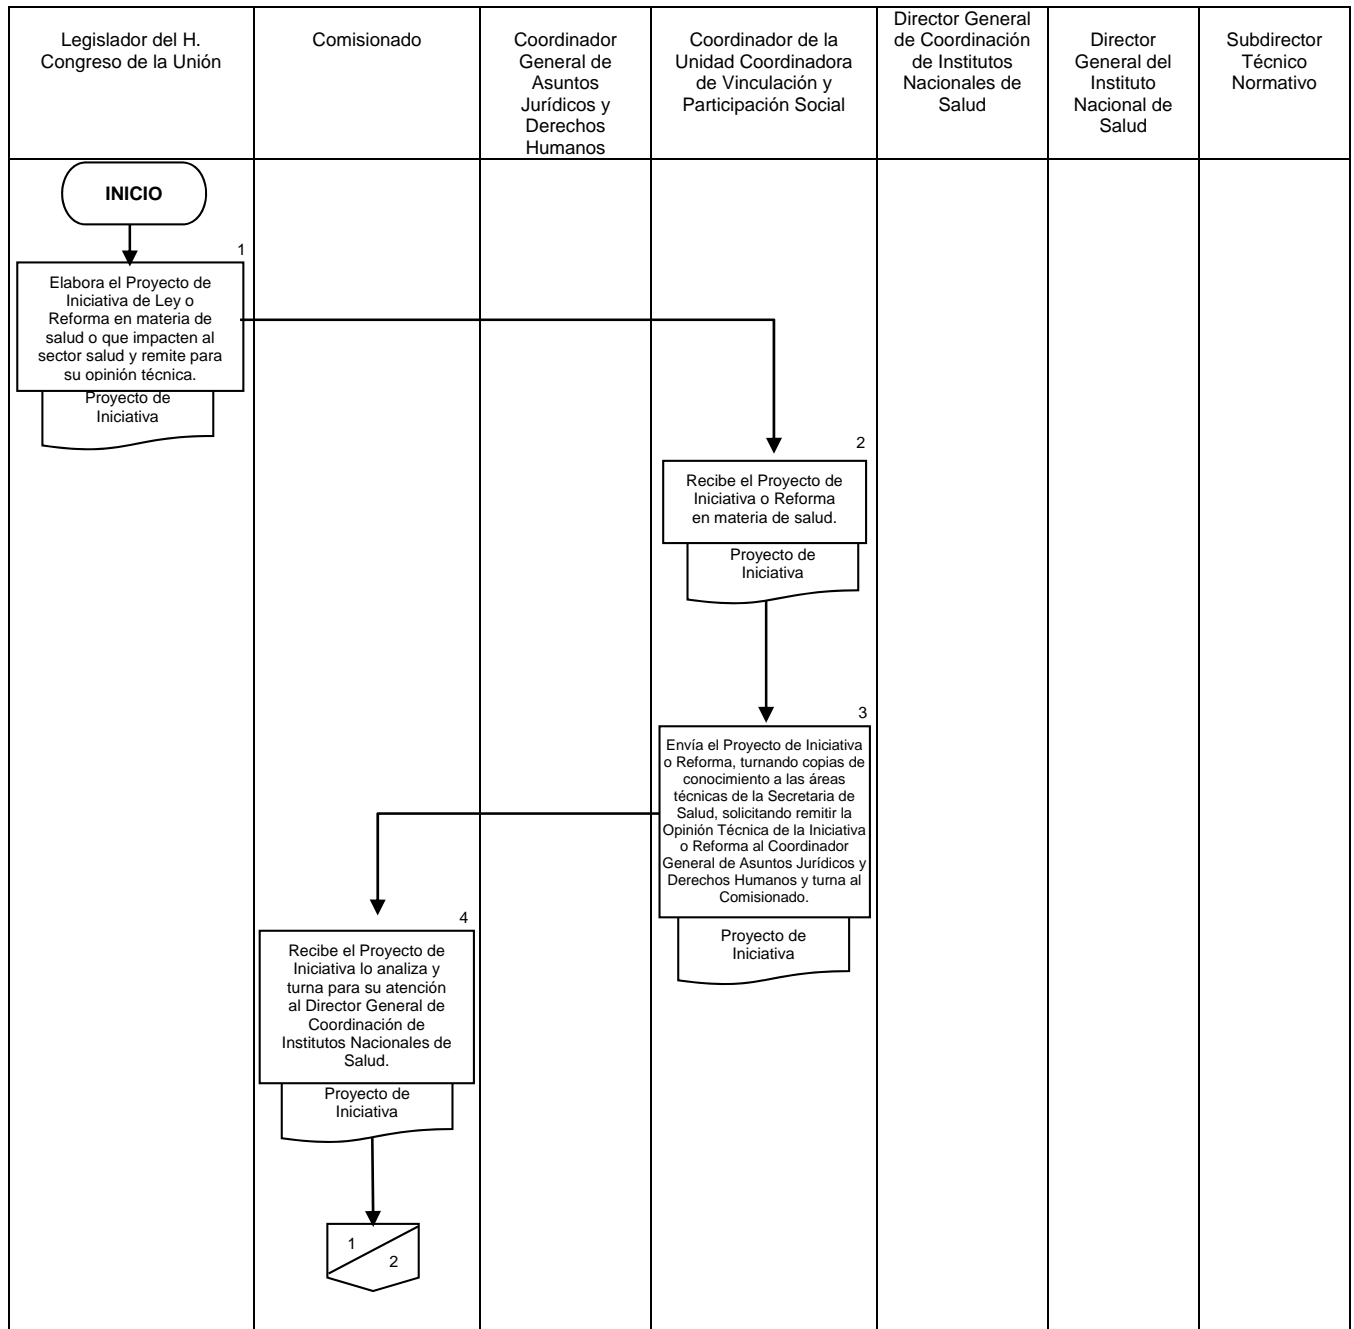 Legislador del H.
Congreso de la Unión
Comisionado
Coordinador
General de
Asuntos
Jurídicos y
Derechos
Humanos
Coordinador de la
Unidad Coordinadora
de Vinculación y
Participación Social
Director General
de Coordinación
de Institutos
Nacionales de
Salud
Director
General del
Instituto
Nacional de
Salud
Subdirector
Técnico
Normativo
INICIO
1
Elabora el Proyecto de
Iniciativa de Ley o
Reforma en materia de
salud o que impacten al
sector salud y remite para
su opinión técnica.
Proyecto de
Iniciativa
2
Recibe el Proyecto de
Iniciativa o Reforma
en materia de salud.
Proyecto de
Iniciativa
3
Envía el Proyecto de Iniciativa
o Reforma, turnando copias de
conocimiento a las áreas
técnicas de la Secretaria de
Salud, solicitando remitir la
Opinión Técnica de la Iniciativa
o Reforma al Coordinador
General de Asuntos Jurídicos y
Derechos Humanos y turna al
Comisionado.
Proyecto de
Iniciativa
4
Recibe el Proyecto de
Iniciativa lo analiza y
turna para su atención
al Director General de
Coordinación de
Institutos Nacionales de
Salud.
Proyecto de
Iniciativa
1
2